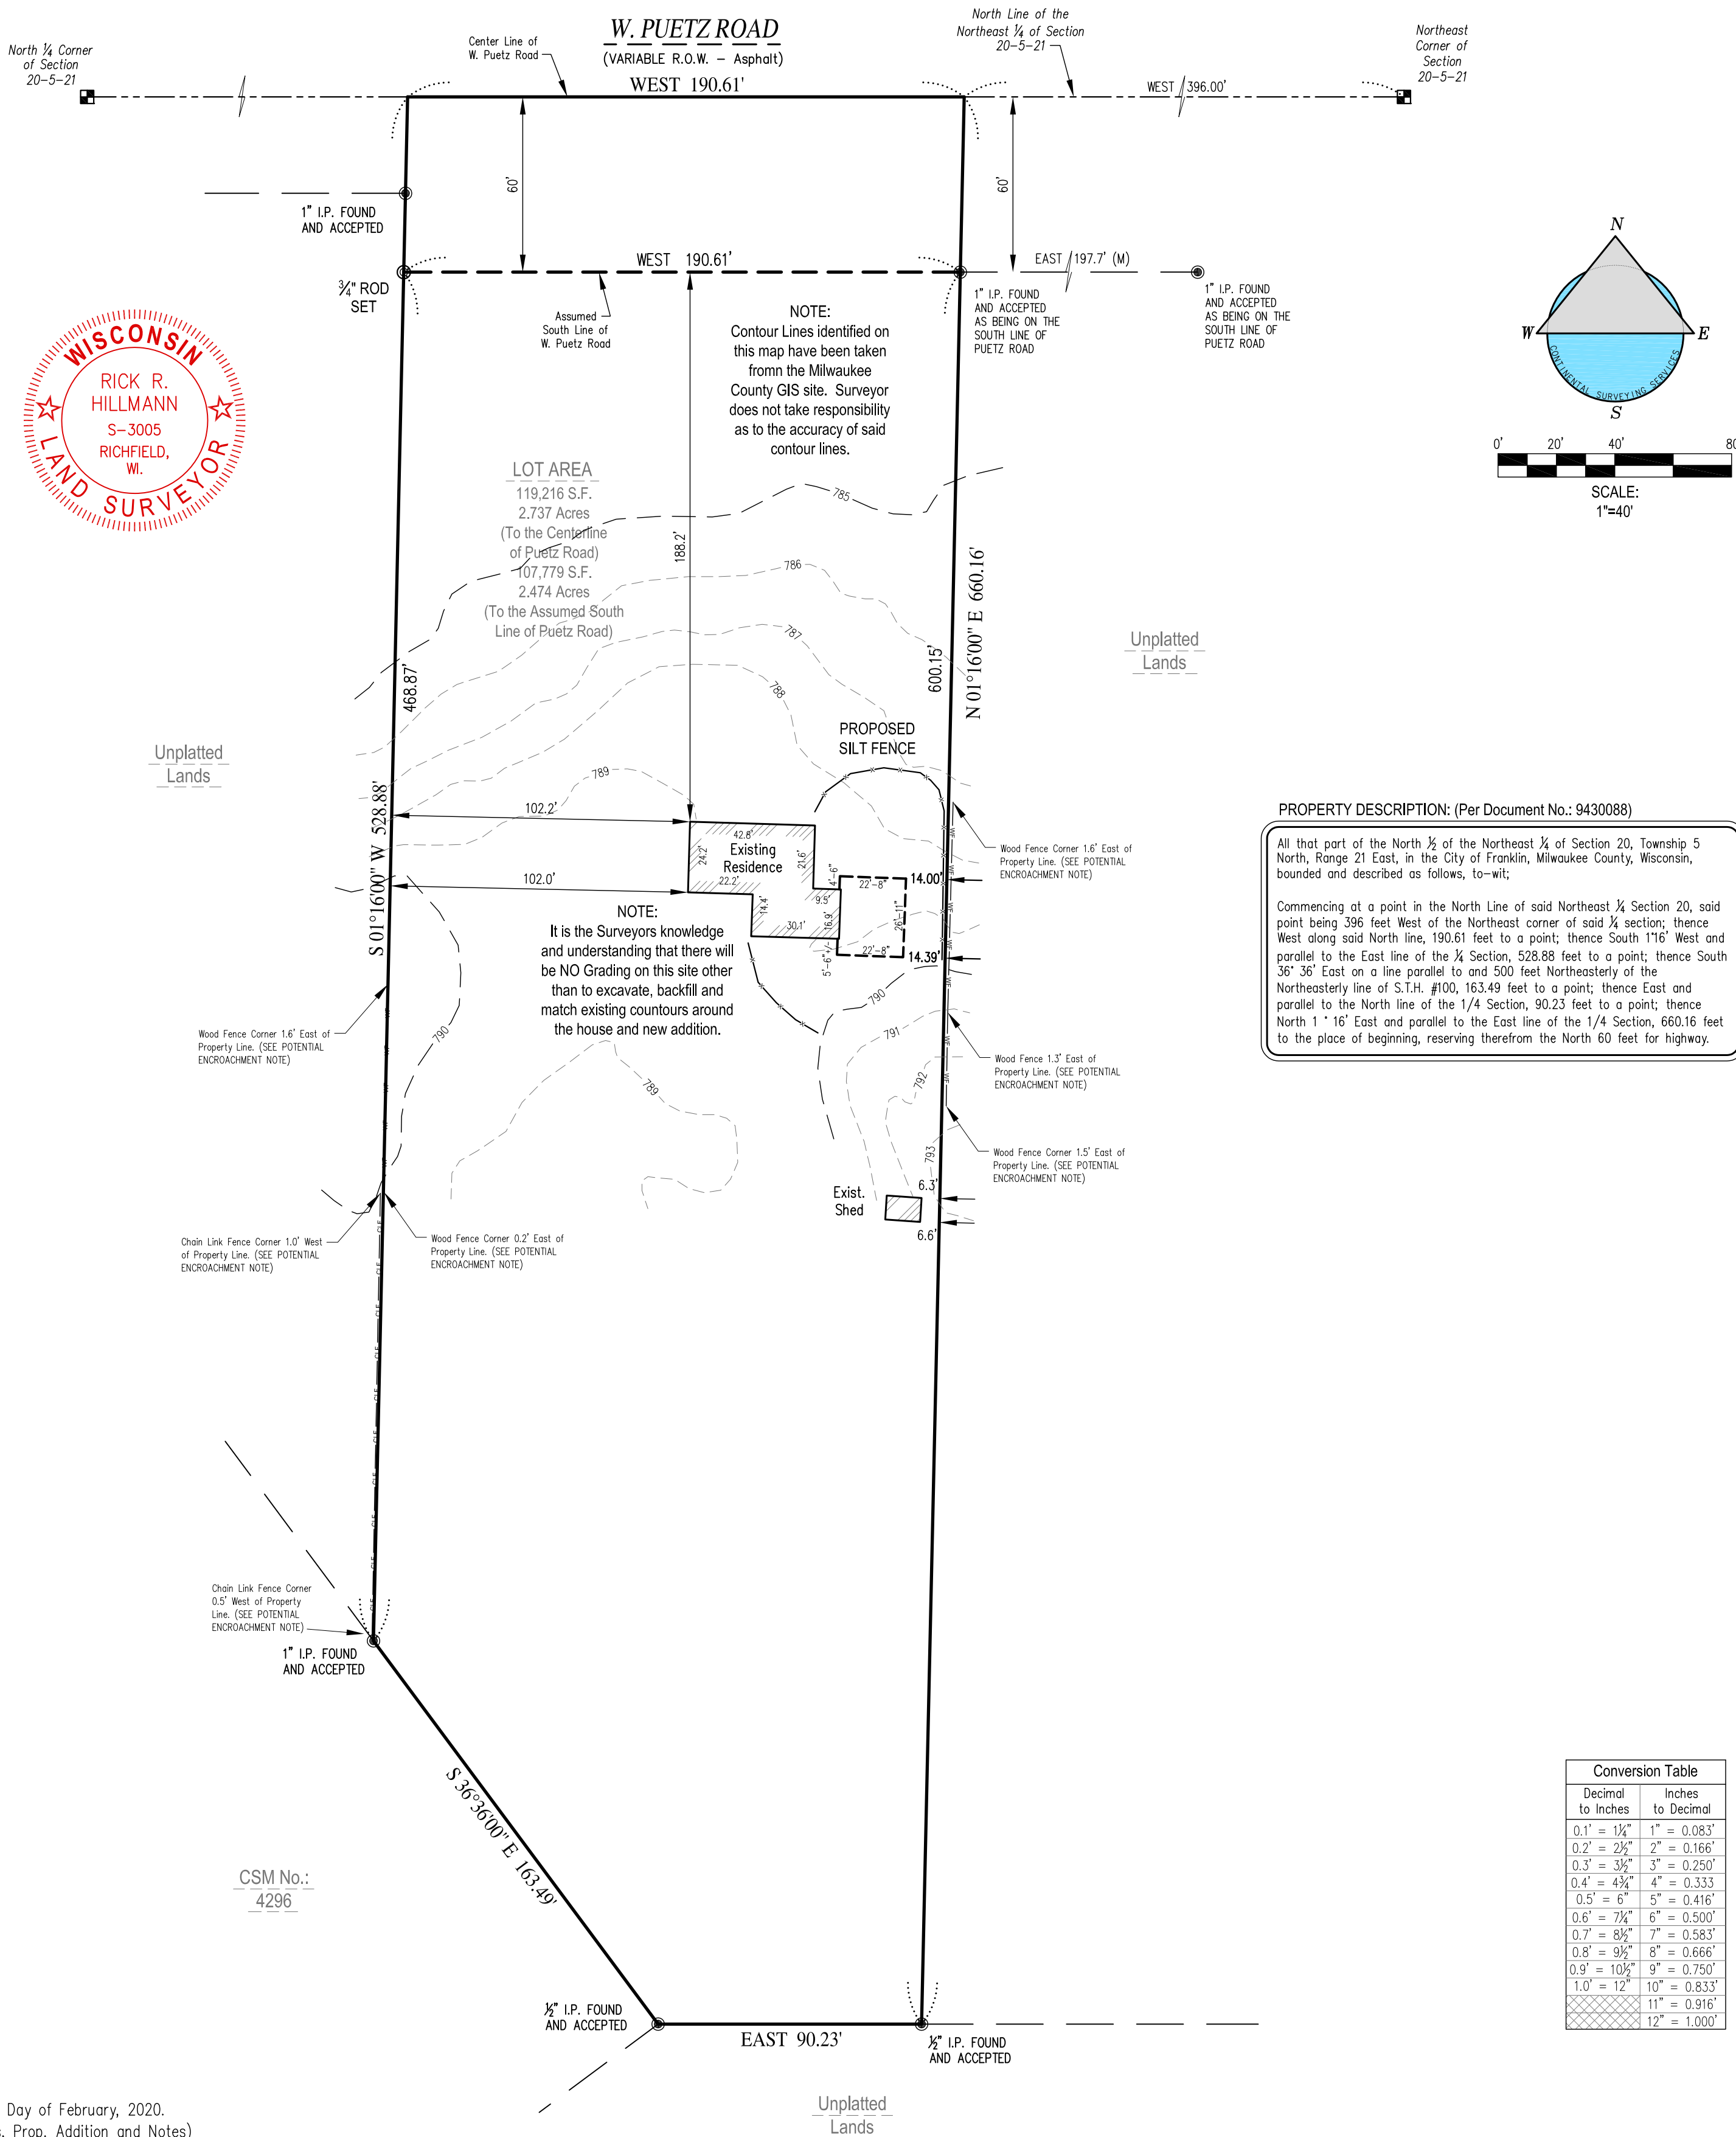 W. PUETZ ROAD
(VARIABLE R.O.W. - Asphalt)
WEST 190.61'
North ¼ Corner
of Section
20-5-21
Center Line of
W. Puetz Road
North Line of the
Northeast ¼ of Section
20-5-21
Northeast
Corner of
Section
20-5-21
WEST 396.00'
60'
60'
1" I.P. FOUND
AND ACCEPTED
WEST 190.61'
EAST 197.7' (M)
¾" ROD
SET
Assumed
South Line of
W. Puetz Road
1" I.P. FOUND
AND ACCEPTED
AS BEING ON THE
SOUTH LINE OF
PUETZ ROAD
1" I.P. FOUND
AND ACCEPTED
AS BEING ON THE
SOUTH LINE OF
PUETZ ROAD
N
W
E
CONTINENTAL SURVEYING SERVICES
S
0' 20' 40' 80
SCALE:
1"=40'
WISCONSIN
RICK R.
HILLMANN
S-3005
RICHFIELD,
WI.
LAND SURVEYOR
NOTE:
Contour Lines identified on
this map have been taken
fromn the Milwaukee
County GIS site. Surveyor
does not take responsibility
as to the accuracy of said
contour lines.
LOT AREA
119,216 S.F.
2.737 Acres
(To the Centerline
of Puetz Road)
107,779 S.F.
2.474 Acres
(To the Assumed South
Line of Puetz Road)
188.2'
785
786
787
788
789
468.87'
S 01°16'00" W 528.88'
600.15'
N 01°16'00" E 660.16'
Unplatted
Lands
Unplatted
Lands
PROPOSED
SILT FENCE
102.2'
102.0'
42.8'
Existing
Residence
24.2'
21.6'
22.2'
14.4'
30.1'
9.5'
16.9'
4'-6"
22'-8"
26'-11"
22'-8"
5'-6"+/-
14.00'
14.39'
WF WF WF WF WF
Wood Fence Corner 1.6' East of
Property Line. (SEE POTENTIAL
ENCROACHMENT NOTE)
NOTE:
It is the Surveyors knowledge
and understanding that there will
be NO Grading on this site other
than to excavate, backfill and
match existing countours around
the house and new addition.
PROPERTY DESCRIPTION: (Per Document No.: 9430088)
All that part of the North ½ of the Northeast ¼ of Section 20, Township 5
North, Range 21 East, in the City of Franklin, Milwaukee County, Wisconsin,
bounded and described as follows, to-wit;
Commencing at a point in the North Line of said Northeast ¼ Section 20, said
point being 396 feet West of the Northeast corner of said ¼ section; thence
West along said North line, 190.61 feet to a point; thence South 1°16' West and
parallel to the East line of the ¼ Section, 528.88 feet to a point; thence South
36° 36' East on a line parallel to and 500 feet Northeasterly of the
Northeasterly line of S.T.H. #100, 163.49 feet to a point; thence East and
parallel to the North line of the 1/4 Section, 90.23 feet to a point; thence
North 1 ° 16' East and parallel to the East line of the 1/4 Section, 660.16 feet
to the place of beginning, reserving therefrom the North 60 feet for highway.
790
790
791
792
793
789
Wood Fence Corner 1.6' East of
Property Line. (SEE POTENTIAL
ENCROACHMENT NOTE)
Wood Fence 1.3' East of
Property Line. (SEE POTENTIAL
ENCROACHMENT NOTE)
Wood Fence Corner 1.5' East of
Property Line. (SEE POTENTIAL
ENCROACHMENT NOTE)
Exist.
Shed
6.3'
6.6'
Chain Link Fence Corner 1.0' West
of Property Line. (SEE POTENTIAL
ENCROACHMENT NOTE)
Wood Fence Corner 0.2' East of
Property Line. (SEE POTENTIAL
ENCROACHMENT NOTE)
CLF CLF CLF CLF CLF CLF CLF CLF CLF
Chain Link Fence Corner
0.5' West of Property
Line. (SEE POTENTIAL
ENCROACHMENT NOTE)
1" I.P. FOUND
AND ACCEPTED
S 36°36'00" E 163.49'
CSM No.:
4296
½" I.P. FOUND
AND ACCEPTED
EAST 90.23'
½" I.P. FOUND
AND ACCEPTED
Unplatted
Lands
Conversion Table
Decimal to Inches Inches to Decimal
0.1' = 1¼" 1" = 0.083'
0.2' = 2½" 2" = 0.166'
0.3' = 3½" 3" = 0.250'
0.4' = 4¾" 4" = 0.333
0.5' = 6" 5" = 0.416'
0.6' = 7¼" 6" = 0.500'
0.7' = 8½" 7" = 0.583'
0.8' = 9½" 8" = 0.666'
0.9' = 10½" 9" = 0.750'
1.0' = 12" 10" = 0.833'
11" = 0.916'
12" = 1.000'
Day of February, 2020.
Prop. Addition and Notes)